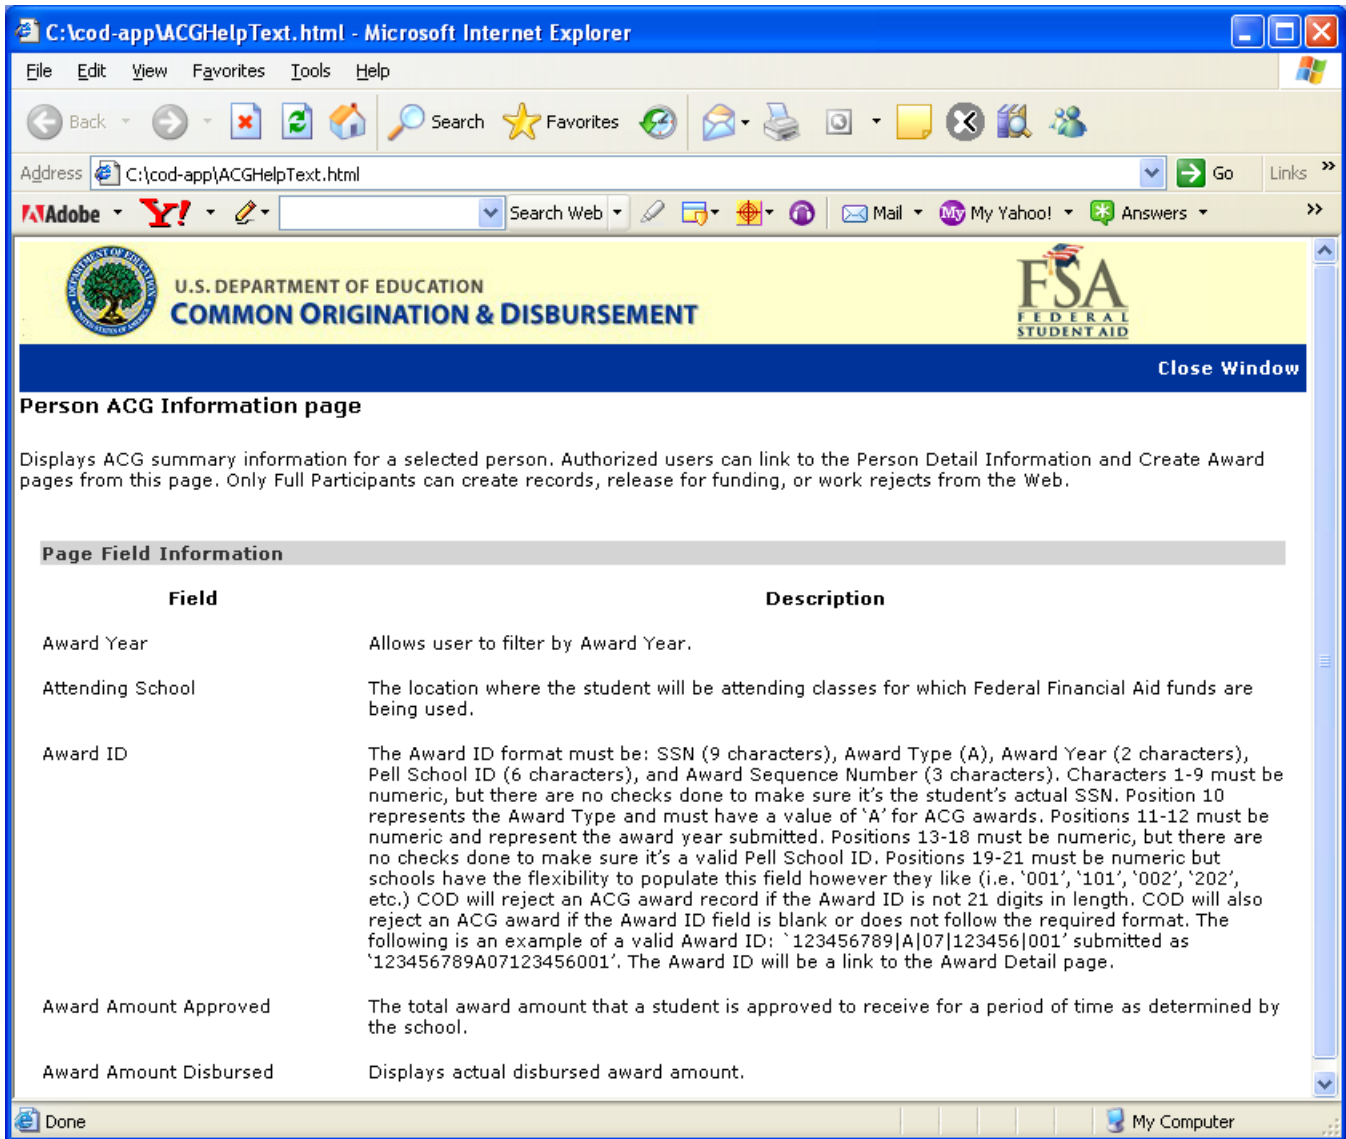 C:\cod-app\ACGHelpText.html - Microsoft Internet Explorer
File Edit View Favorites Tools Help
Back Search Favorites
Address C:\cod-app\ACGHelpText.html Go Links »
Adobe Y! Search Web Mail My My Yahoo! Answers »
U.S. DEPARTMENT OF EDUCATION
COMMON ORIGINATION & DISBURSEMENT
FSA
FEDERAL
STUDENT AID
Close Window
Person ACG Information page
Displays ACG summary information for a selected person. Authorized users can link to the Person Detail Information and Create Award
pages from this page. Only Full Participants can create records, release for funding, or work rejects from the Web.
Page Field Information
Field Description
Award Year Allows user to filter by Award Year.
Attending School The location where the student will be attending classes for which Federal Financial Aid funds are
being used.
Award ID The Award ID format must be: SSN (9 characters), Award Type (A), Award Year (2 characters),
Pell School ID (6 characters), and Award Sequence Number (3 characters). Characters 1-9 must be
numeric, but there are no checks done to make sure it’s the student’s actual SSN. Position 10
represents the Award Type and must have a value of ‘A’ for ACG awards. Positions 11-12 must be
numeric and represent the award year submitted. Positions 13-18 must be numeric, but there are
no checks done to make sure it’s a valid Pell School ID. Positions 19-21 must be numeric but
schools have the flexibility to populate this field however they like (i.e. ‘001’, ‘101’, ‘002’, ‘202’,
etc.) COD will reject an ACG award record if the Award ID is not 21 digits in length. COD will also
reject an ACG award if the Award ID field is blank or does not follow the required format. The
following is an example of a valid Award ID: `123456789|A|07|123456|001’ submitted as
‘123456789A07123456001’. The Award ID will be a link to the Award Detail page.
Award Amount Approved The total award amount that a student is approved to receive for a period of time as determined by
the school.
Award Amount Disbursed Displays actual disbursed award amount.
Done My Computer